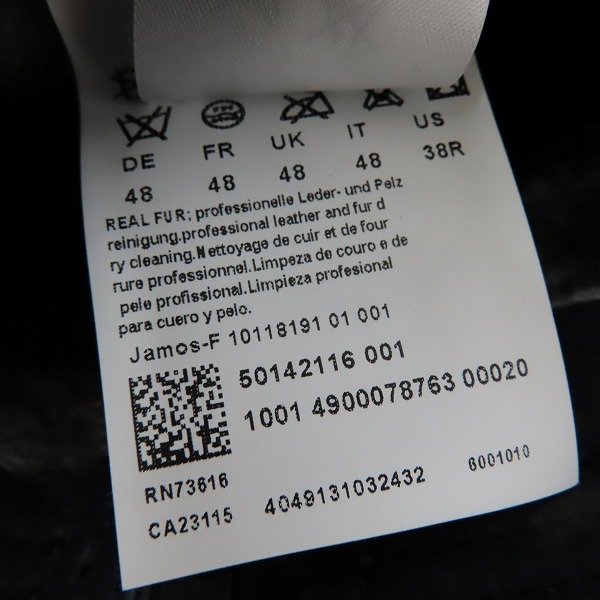 DE FR UK IT US
48 48 48 48 38R
REAL FUR: professionelle Leder- und Pelz
reinigung.professional leather and fur d
ry cleaning.Nettoyage de cuir et de four
rure professionnel.Limpeza de couro e de
pele profissional.Limpieza profesional
para cuero y pelo.
Jamos-F 10118191 01 001
50142116 001
1001 4900078763 00020
RN73616
CA23115 4049131032432 6001010